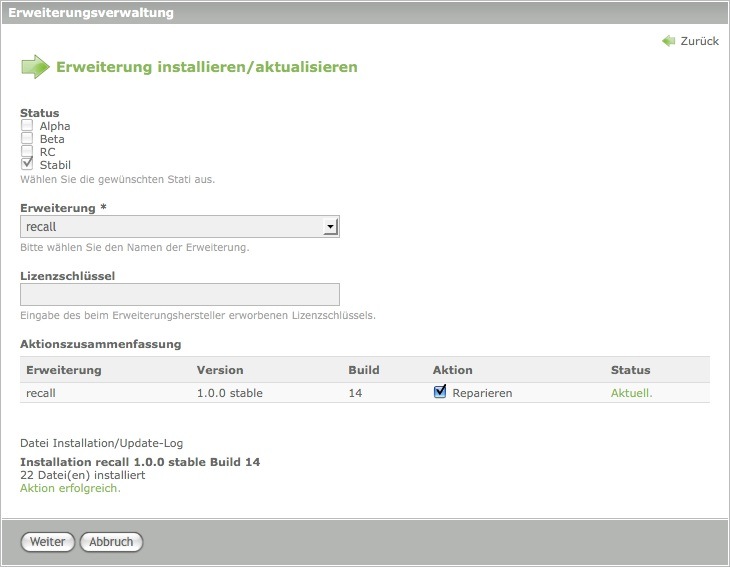 Erweiterungsverwaltung
Zurück
Erweiterung installieren/aktualisieren
Status
Alpha
Beta
RC
Stabil
Wählen Sie die gewünschten Stati aus.
Erweiterung *
recall
Bitte wählen Sie den Namen der Erweiterung.
Lizenzschlüssel
Eingabe des beim Erweiterungshersteller erworbenen Lizenzschlüssels.
Aktionszusammenfassung
Erweiterung Version Build Aktion Status
recall 1.0.0 stable 14 Reparieren Aktuell.
Datei Installation/Update-Log
Installation recall 1.0.0 stable Build 14
22 Datei(en) installiert
Aktion erfolgreich.
Weiter Abbruch